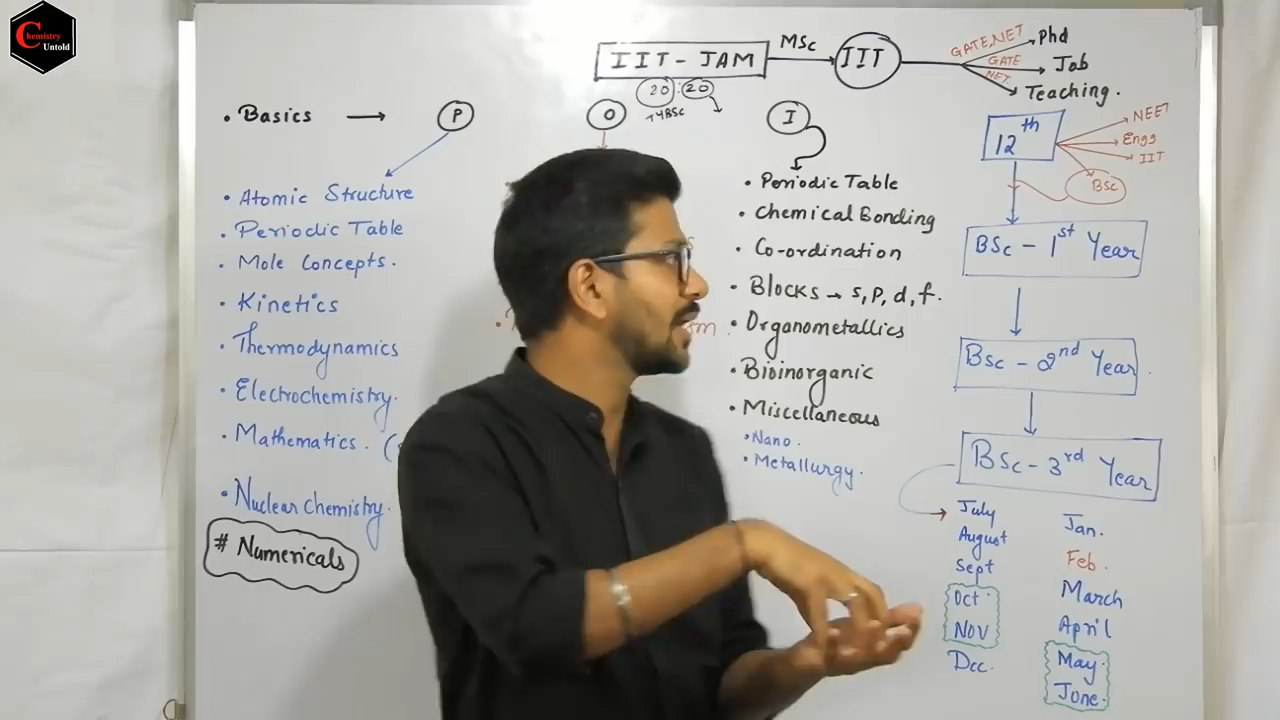 Chemistry
Untold
IIT-JAM
MSc
IIT
GATE, NET
Phd
GATE
Job
NET
Teaching.
20:20
TYBSC
• Basics
P
O
I
• Atomic Structure
• Periodic Table
• Mole Concepts.
• Kinetics
• Thermodynamics
• Electrochemistry.
• Mathematics. (
• Nuclear Chemistry.
# Numericals
• Periodic Table
• Chemical Bonding
• Co-ordination
• Blocks → s, p, d, f.
• Organometallics
• Bioinorganic
• Miscellaneous
• Nano.
• Metallurgy.
12th
NEET
Engg
IIT
BSc
BSc - 1st Year
BSc - 2nd Year
BSc - 3rd Year
July
August
Sept
Oct
Nov
Dec.
Jan.
Feb.
March
April
May.
June.